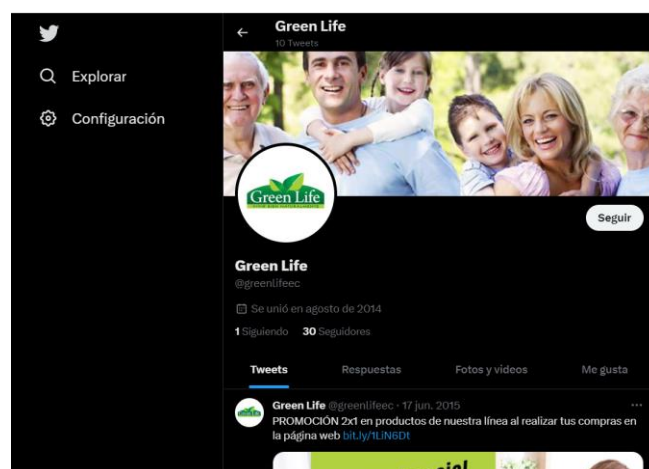 Green Life
10 Tweets
Explorar
Configuración
Green Life
Seguir
Green Life
@greenlifeec
Se unió en agosto de 2014
1 Siguiendo 30 Seguidores
Tweets Respuestas Fotos y videos Me gusta
Green Life @greenlifeec · 17 jun. 2015 ...
PROMOCIÓN 2x1 en productos de nuestra línea al realizar tus compras en
la página web bit.ly/1LiN6Dt